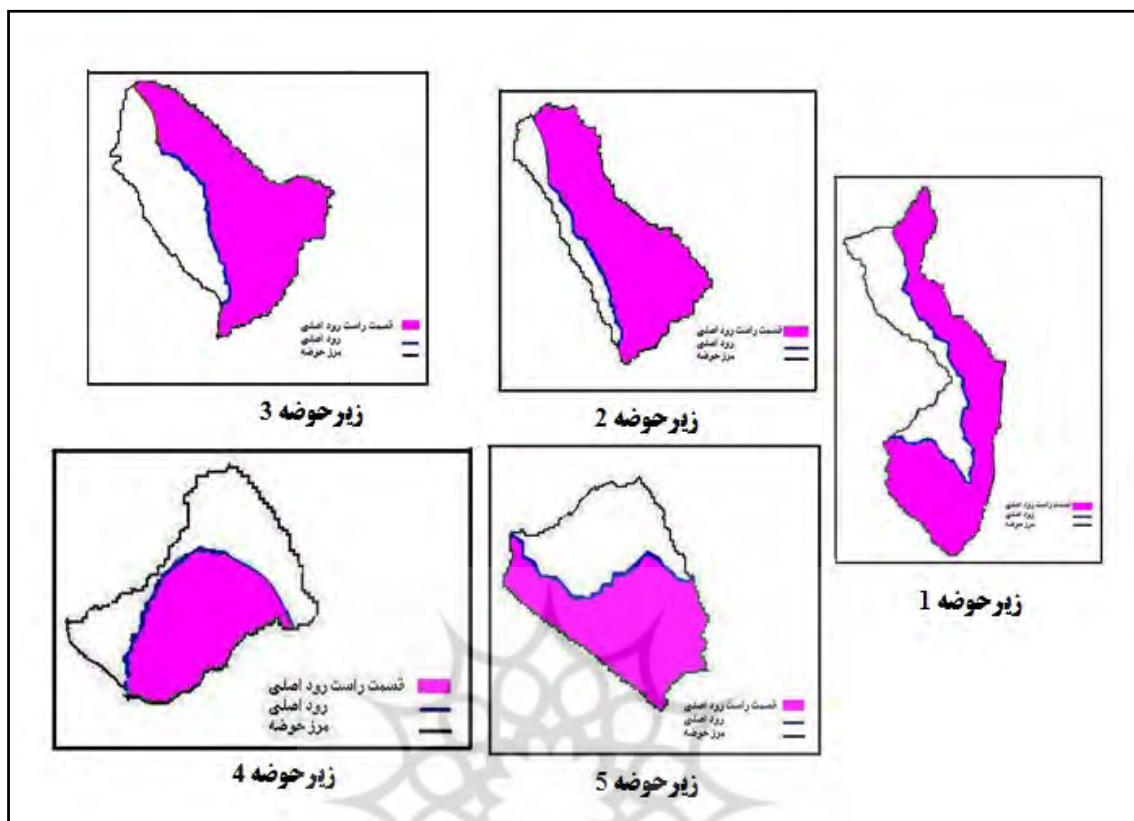 قسمت راست رود اصلی
رود اصلی
مرز حوضه
زیرحوضه 3
قسمت راست رود اصلی
رود اصلی
مرز حوضه
زیرحوضه 2
قسمت راست رود اصلی
رود اصلی
مرز حوضه
زیرحوضه 1
قسمت راست رود اصلی
رود اصلی
مرز حوضه
زیرحوضه 4
قسمت راست رود اصلی
رود اصلی
مرز حوضه
زیرحوضه 5